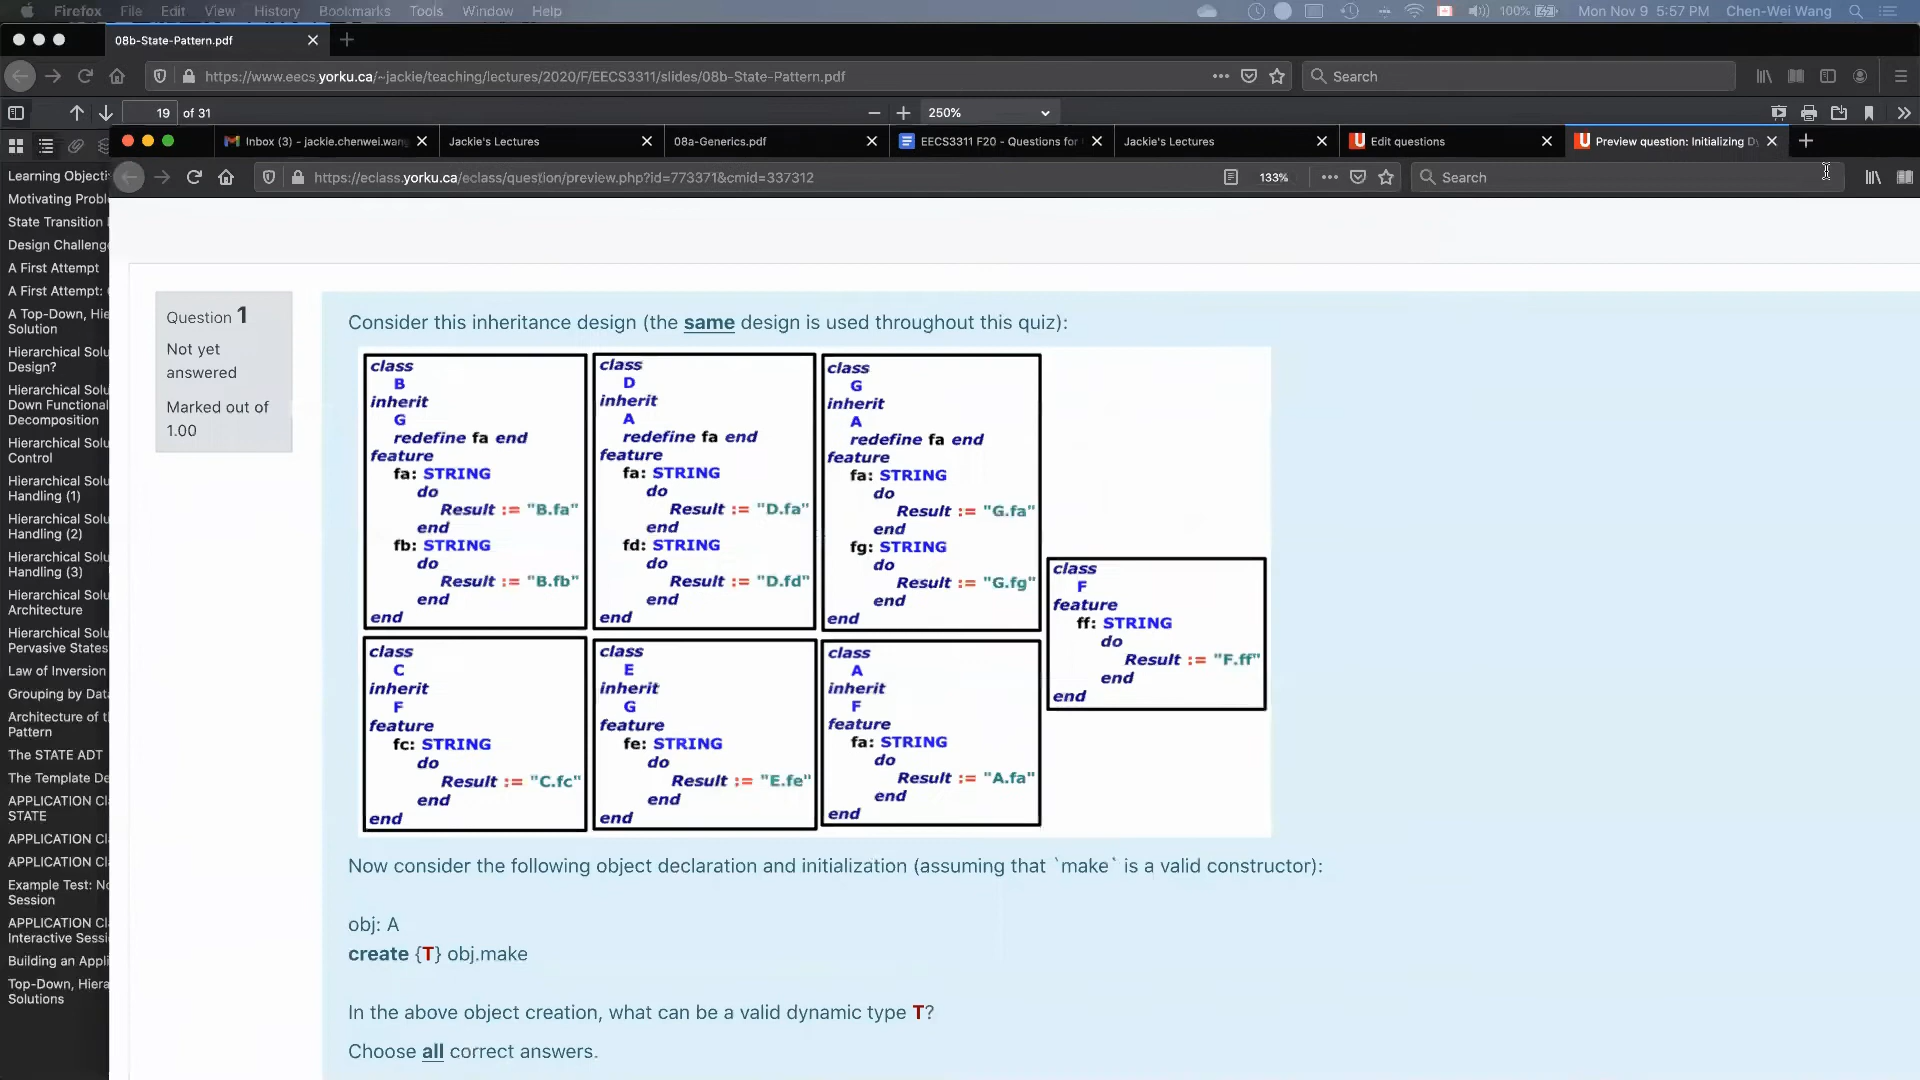 Firefox File Edit View History Bookmarks Tools Window Help 100% Mon Nov 9 5:57 PM Chen-Wei Wang
08b-State-Pattern.pdf
https://www.eecs.yorku.ca/~jackie/teaching/lectures/2020/F/EECS3311/slides/08b-State-Pattern.pdf Search
19 of 31 250%
Inbox (3) - jackie.chenwei.wang Jackie's Lectures 08a-Generics.pdf EECS3311 F20 - Questions for Jackie's Lectures Edit questions Preview question: Initializing D
https://eclass.yorku.ca/eclass/question/preview.php?id=773371&cmid=337312 133% Search
Learning Objecti
Motivating Probl
State Transition
Design Challeng
A First Attempt
A First Attempt:
A Top-Down, Hie
Solution
Hierarchical Solu
Design?
Hierarchical Solu
Down Functional
Decomposition
Hierarchical Solu
Control
Hierarchical Solu
Handling (1)
Hierarchical Solu
Handling (2)
Hierarchical Solu
Handling (3)
Hierarchical Solu
Architecture
Hierarchical Solu
Pervasive States
Law of Inversion
Grouping by Data
Architecture of t
Pattern
The STATE ADT
The Template De
APPLICATION Cl
STATE
APPLICATION Cl
APPLICATION Cl
Example Test: No
Session
APPLICATION Cl
Interactive Sessi
Building an Appli
Top-Down, Hiera
Solutions
Question 1
Not yet
answered
Marked out of
1.00
Consider this inheritance design (the same design is used throughout this quiz):
class
B
inherit
G
redefine fa end
feature
fa: STRING
do
Result := "B.fa"
end
fb: STRING
do
Result := "B.fb"
end
end
class
D
inherit
A
redefine fa end
feature
fa: STRING
do
Result := "D.fa"
end
fd: STRING
do
Result := "D.fd"
end
end
class
G
inherit
A
redefine fa end
feature
fa: STRING
do
Result := "G.fa"
end
fg: STRING
do
Result := "G.fg"
end
end
class
F
feature
ff: STRING
do
Result := "F.ff"
end
end
class
C
inherit
F
feature
fc: STRING
do
Result := "C.fc"
end
end
class
E
inherit
G
feature
fe: STRING
do
Result := "E.fe"
end
end
class
A
inherit
F
feature
fa: STRING
do
Result := "A.fa"
end
end
Now consider the following object declaration and initialization (assuming that `make` is a valid constructor):
obj: A
create {T} obj.make
In the above object creation, what can be a valid dynamic type T?
Choose all correct answers.